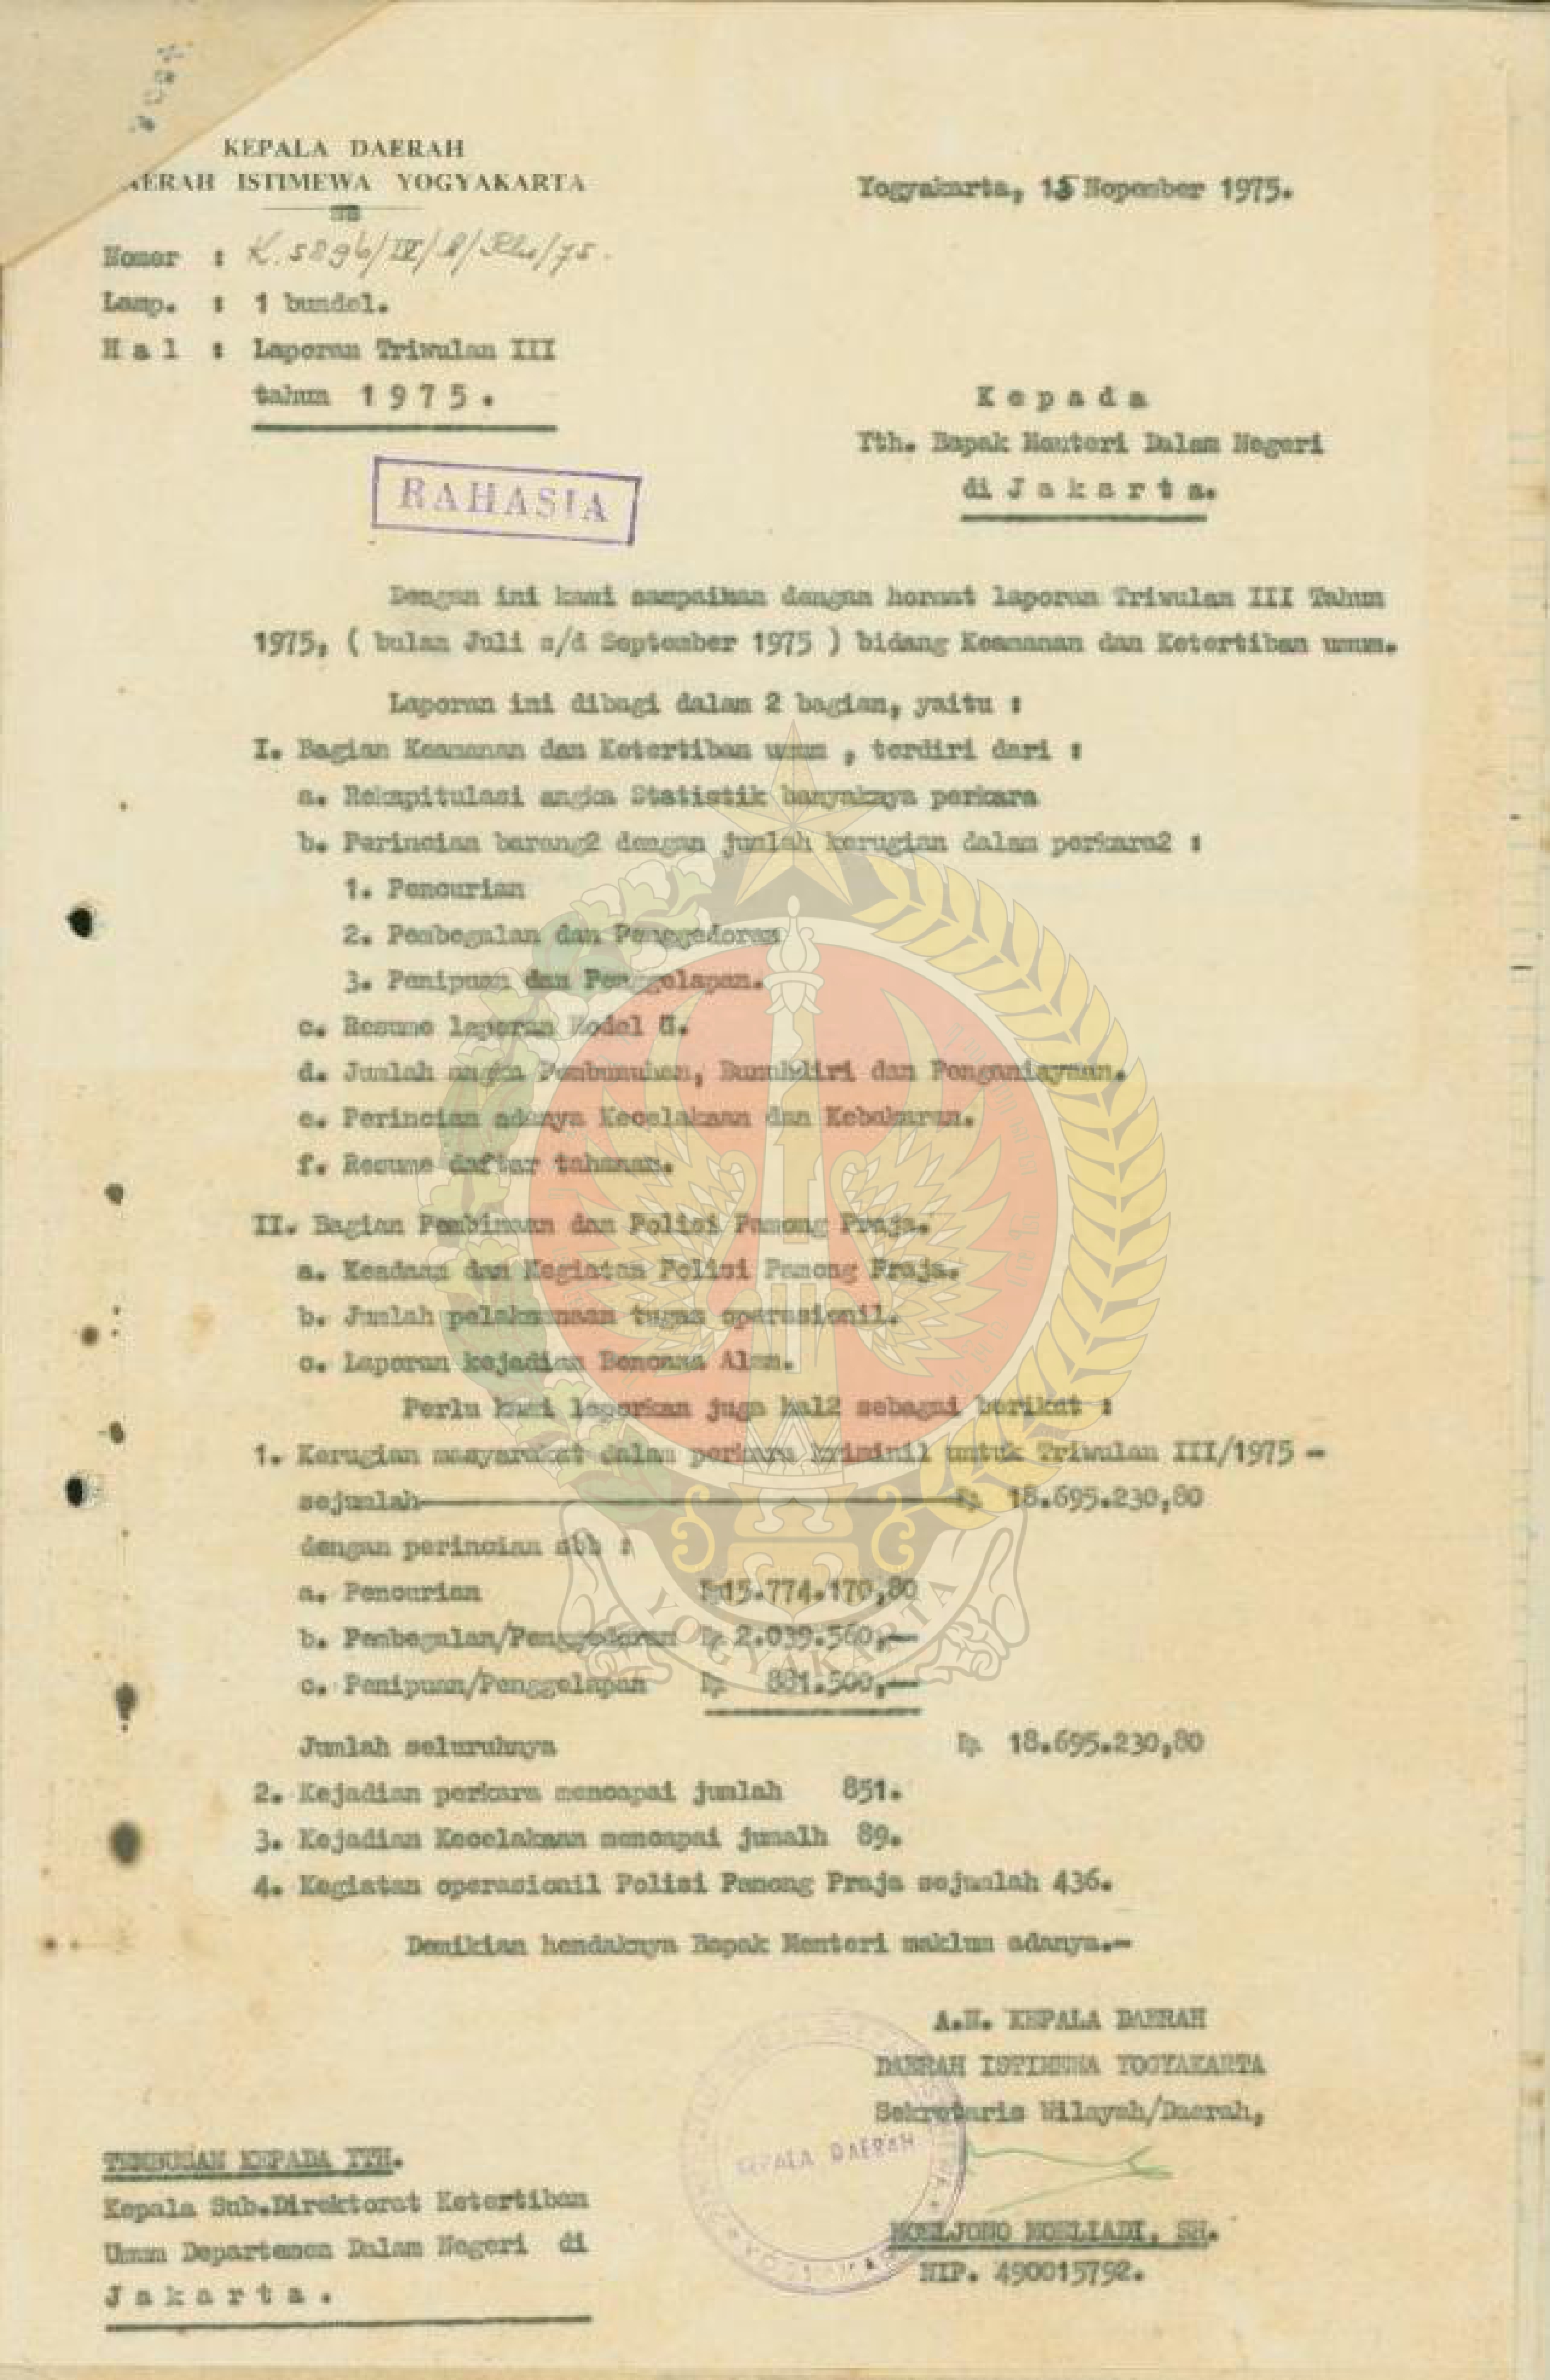 KEPALA DAERAH
AERAH ISTIMEWA YOGYAKARTA
Yogyakarta, 15 Nopember 1975.
Nomor : K.5896/IV/A/
Lamp. : 1 bundel.
H a l : Laporan Triwulan III
tahun 1 9 7 5 .
K e p a d a
Yth. Bapak Menteri Dalam Negeri
di J a k a r t a.
RAHASIA
Dengan ini kami sampaikan dengan hormat laporan Triwulan III Tahun
1975, ( bulan Juli s/d September 1975 ) bidang Keamanan dan Ketertiban umum.
Laporan ini dibagi dalam 2 bagian, yaitu :
I. Bagian Keamanan dan Ketertiban umum , terdiri dari :
a. Rekapitulasi angka Statistik banyaknya perkara
b. Perincian barang2 dengan jumlah kerugian dalam perkara2 :
1. Pencurian
2. Pembegalan dan Penggedoran
3. Penipuan dan Penggelapan.
c. Resume laporan Model
d. Jumlah angka Pembunuhan, Bunuhdiri dan Penganiayaan.
e. Perincian adanya Kecelakaan dan Kebakaran.
f. Resume daftar tahanan.
II. Bagian Pembinaan dan Polisi Pamong Praja.
a. Keadaan dan Kegiatan Polisi Pamong Praja.
b. Jumlah pelaksanaan tugas operasionil.
c. Laporan kejadian Bencana Alam.
Perlu kami laporkan juga hal2 sebagai berikut :
1. Kerugian masyarakat dalam perkara kriminil untuk Triwulan III/1975 -
sejumlah Rp. 18.695.230,80
dengan perincian sbb :
a. Pencurian Rp15.774.170,80
b. Pembegalan/Penggedoran Rp. 2.039.560,—
c. Penipuan/Penggelapan Rp. 881.500,—
Jumlah seluruhnya Rp. 18.695.230,80
2. Kejadian perkara mencapai jumlah 851.
3. Kejadian Kecelakaan mencapai jumalh 89.
4. Kegiatan operasionil Polisi Pamong Praja sejumlah 436.
Demikian hendaknya Bapak Menteri maklum adanya.-
A.N. KEPALA DAERAH
DAERAH ISTIMEWA YOGYAKARTA
Sekretaris Wilayah/Daerah,
KEPALA DAERAH
MOELJONO MOELIADI, SH.
NIP. 490015792.
TEMBUSAN KEPADA YTH.
Kepala Sub.Direktorat Ketertiban
Umum Departemen Dalam Negeri di
J a k a r t a .
YOGYAKARTA